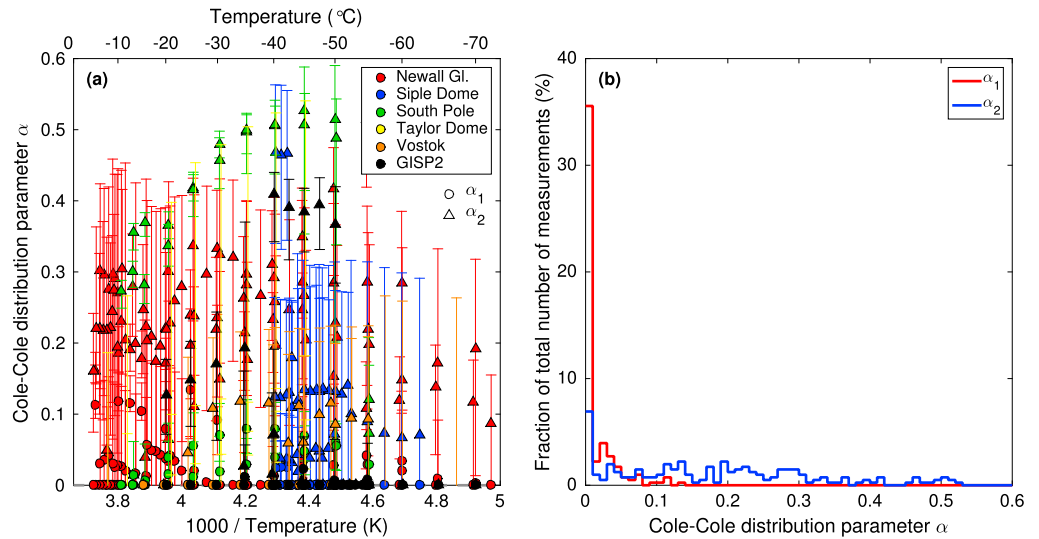 Temperature (°C)
0 -10 -20 -30 -40 -50 -60 -70
(a)
Newall Gl.
Siple Dome
South Pole
Taylor Dome
Vostok
GISP2
α1
α2
0.6
0.5
0.4
0.3
0.2
0.1
0
Cole-Cole distribution parameter α
3.8 4 4.2 4.4 4.6 4.8 5
1000 / Temperature (K)
(b)
α1
α2
40
30
20
10
0
Fraction of total number of measurements (%)
0 0.1 0.2 0.3 0.4 0.5 0.6
Cole-Cole distribution parameter α